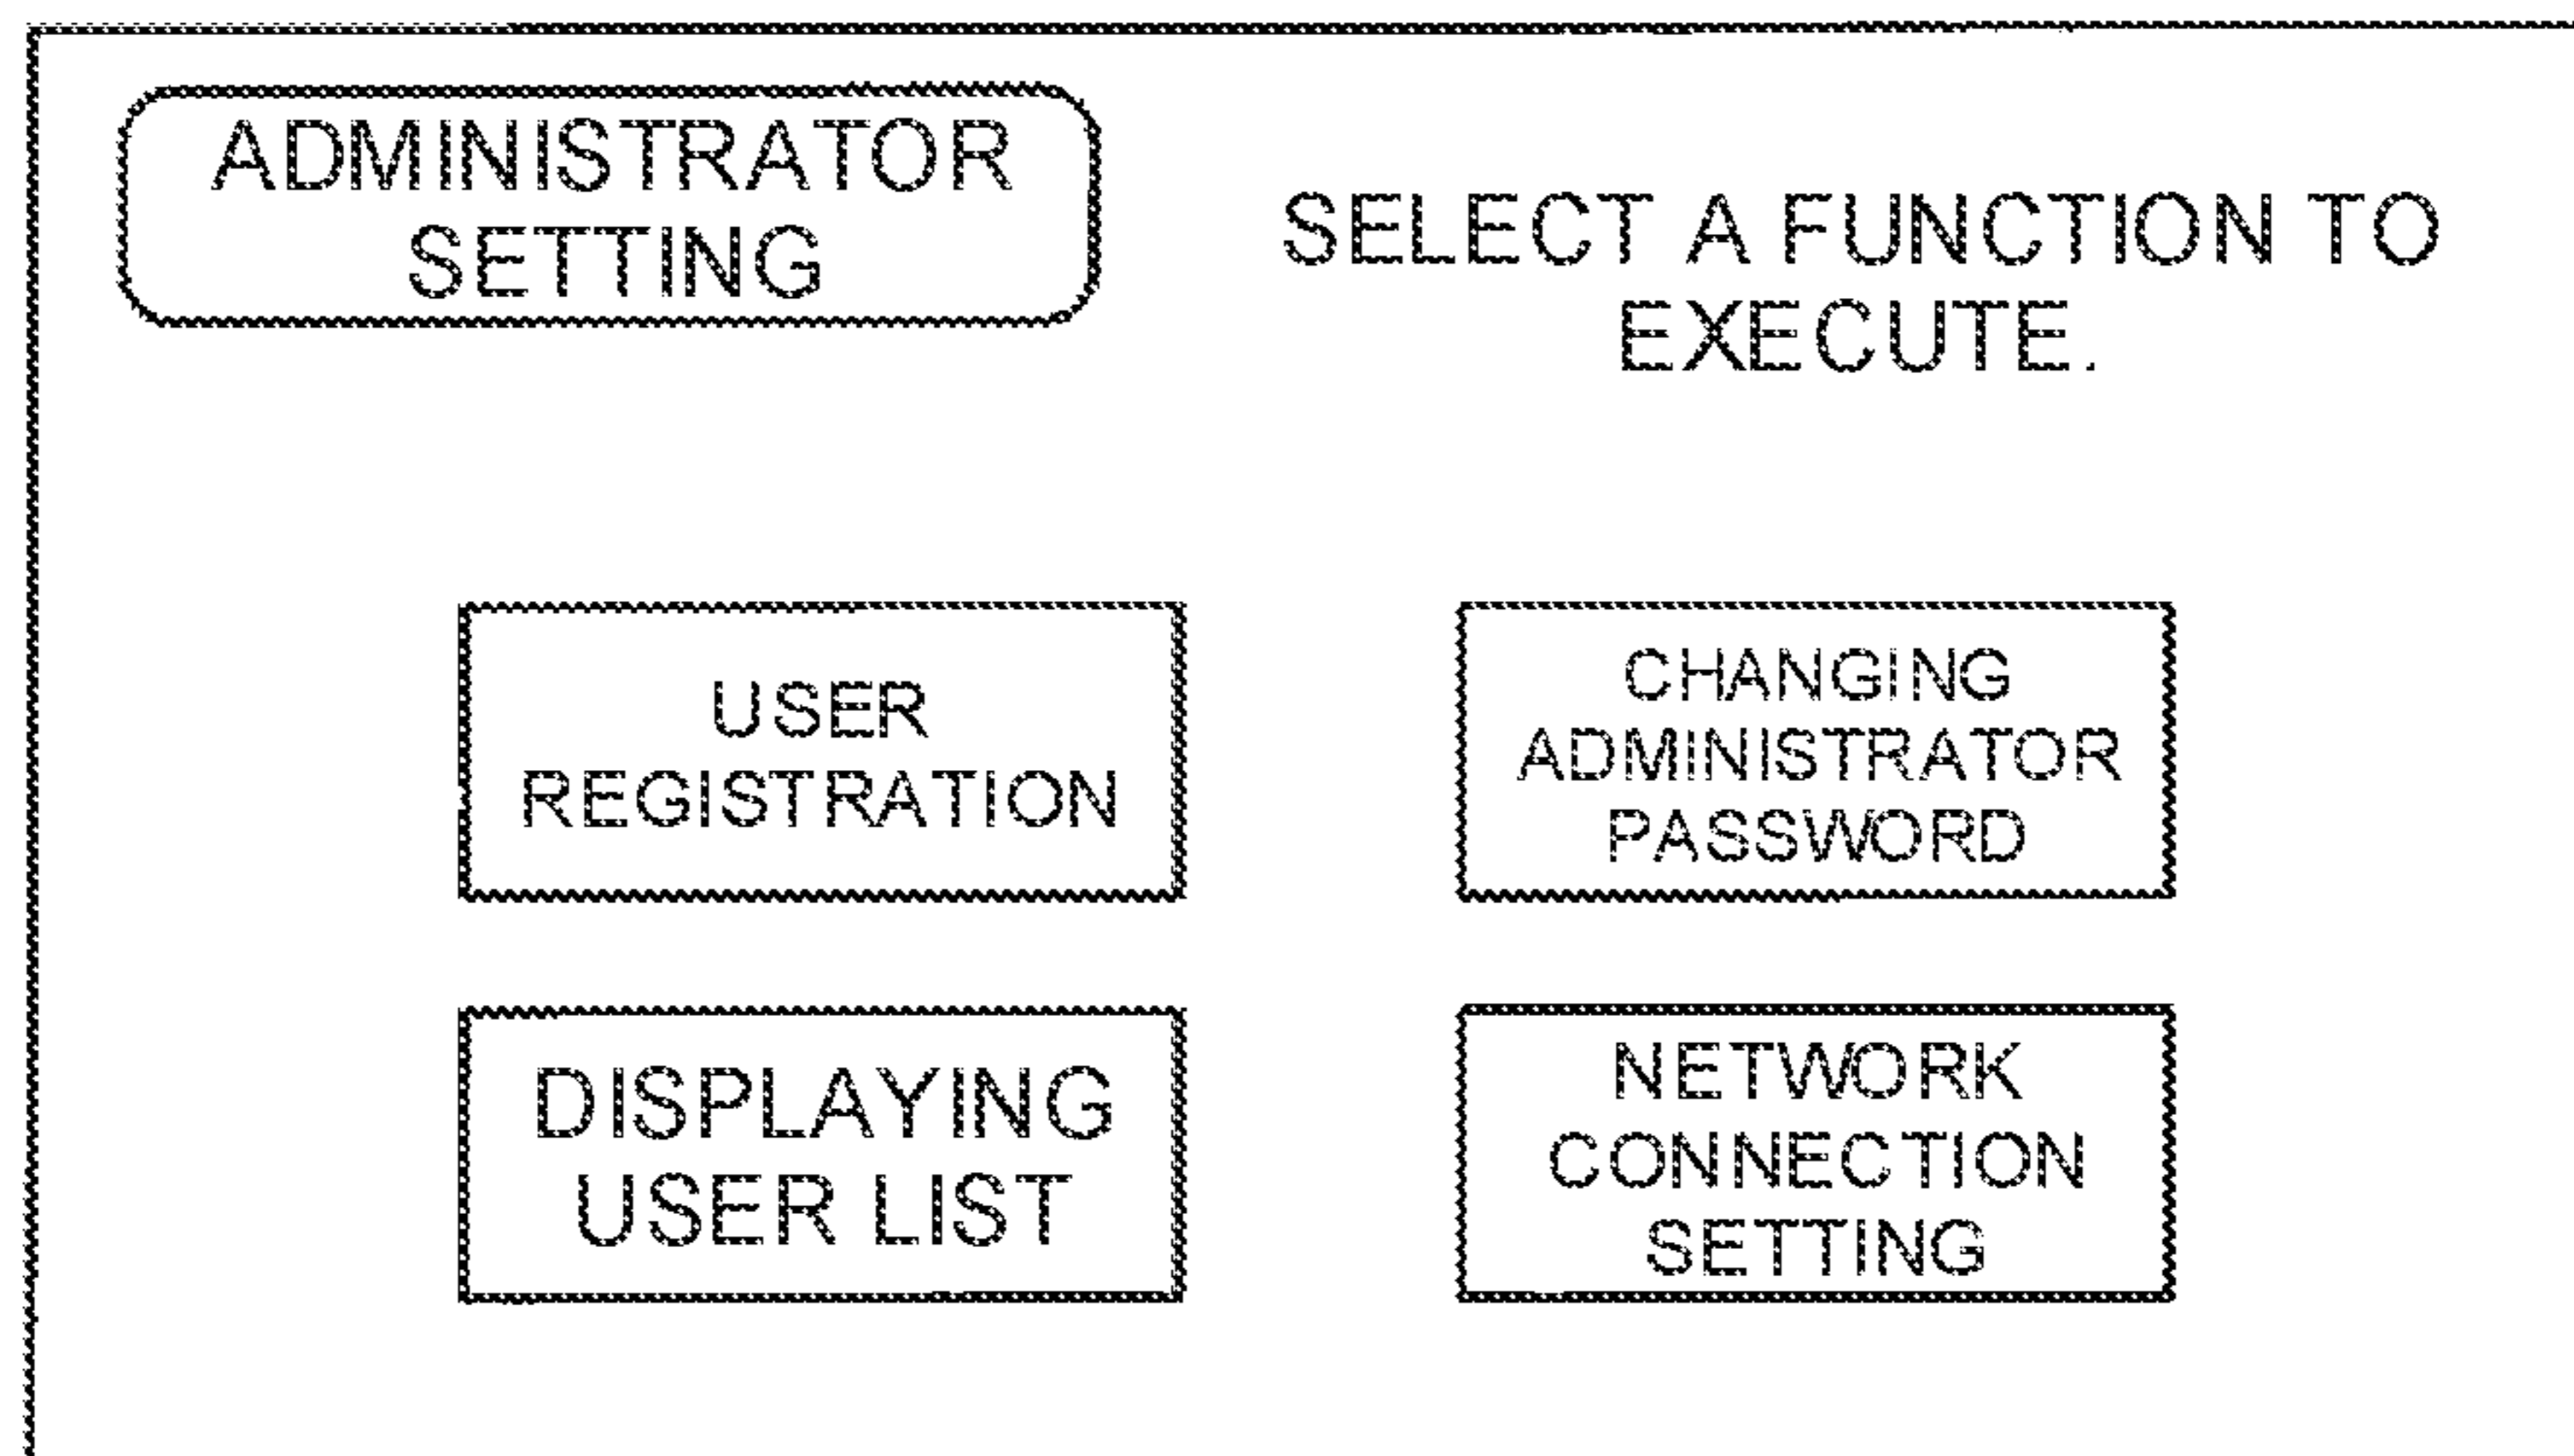 ADMINISTRATOR
SETTING
SELECT A FUNCTION TO
EXECUTE.
USER
REGISTRATION
CHANGING
ADMINISTRATOR
PASSWORD
DISPLAYING
USER LIST
NETWORK
CONNECTION
SETTING